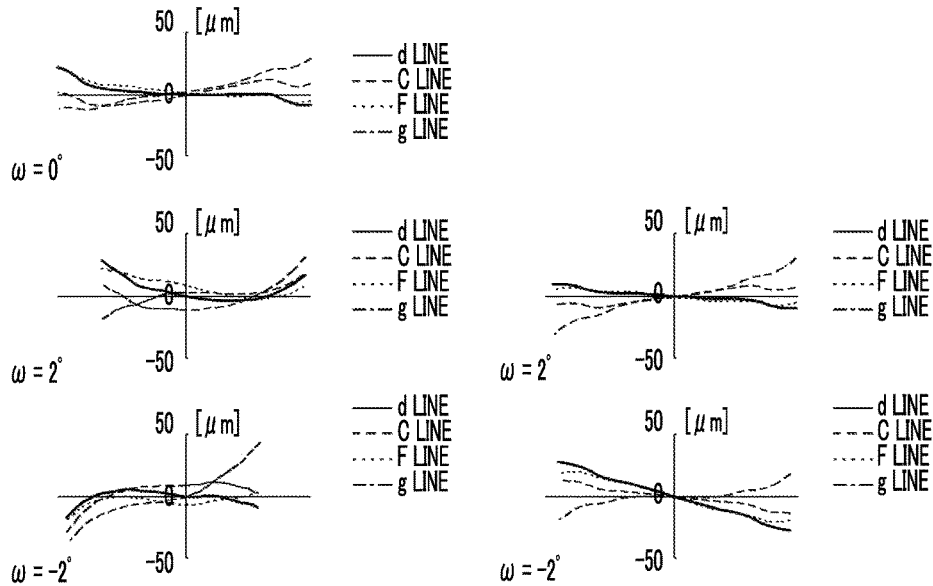 50 [μm]
d LINE
C LINE
F LINE
g LINE
0
-50
ω = 0°
50 [μm]
d LINE
C LINE
F LINE
g LINE
0
-50
ω = 2°
50 [μm]
d LINE
C LINE
F LINE
g LINE
0
-50
ω = 2°
50 [μm]
d LINE
C LINE
F LINE
g LINE
0
-50
ω = -2°
50 [μm]
d LINE
C LINE
F LINE
g LINE
0
-50
ω = -2°